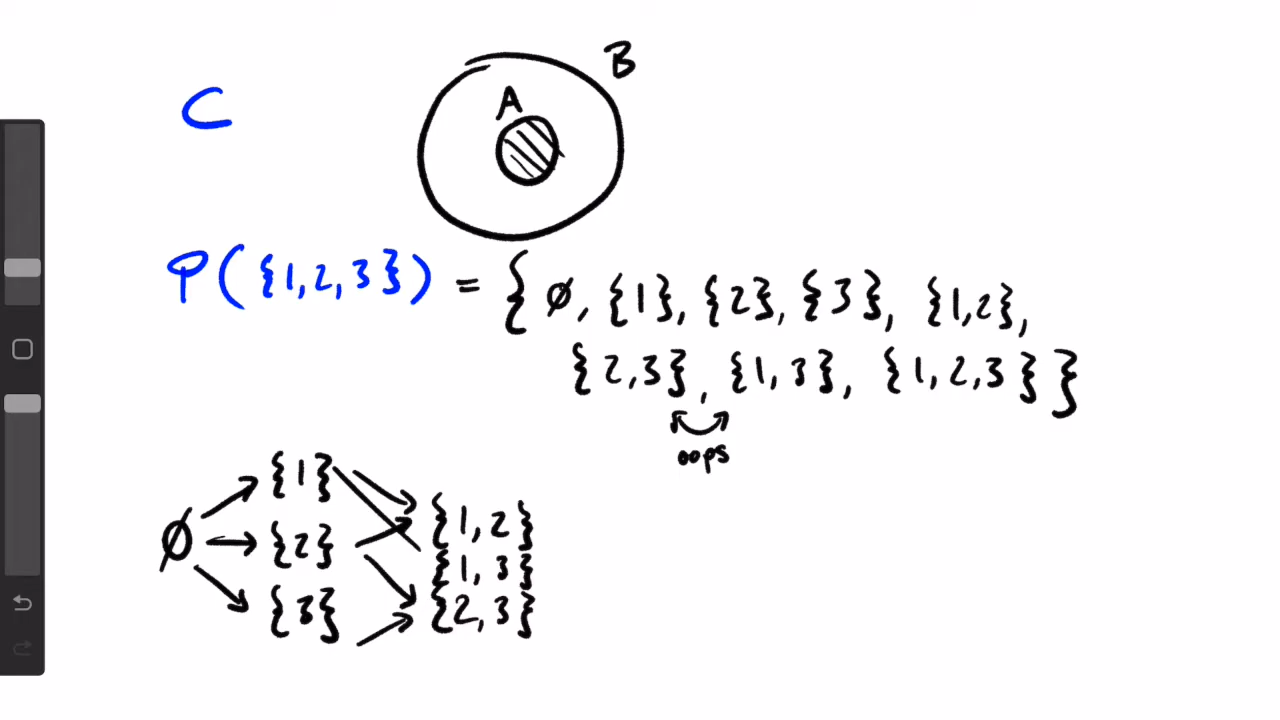 ⊂
B
A
P({1,2,3}) = {∅, {1}, {2}, {3}, {1,2},
{2,3}, {1,3}, {1,2,3}}
oops
{1}
{1,2}
∅ {2}
{1,3}
{3} {2,3}